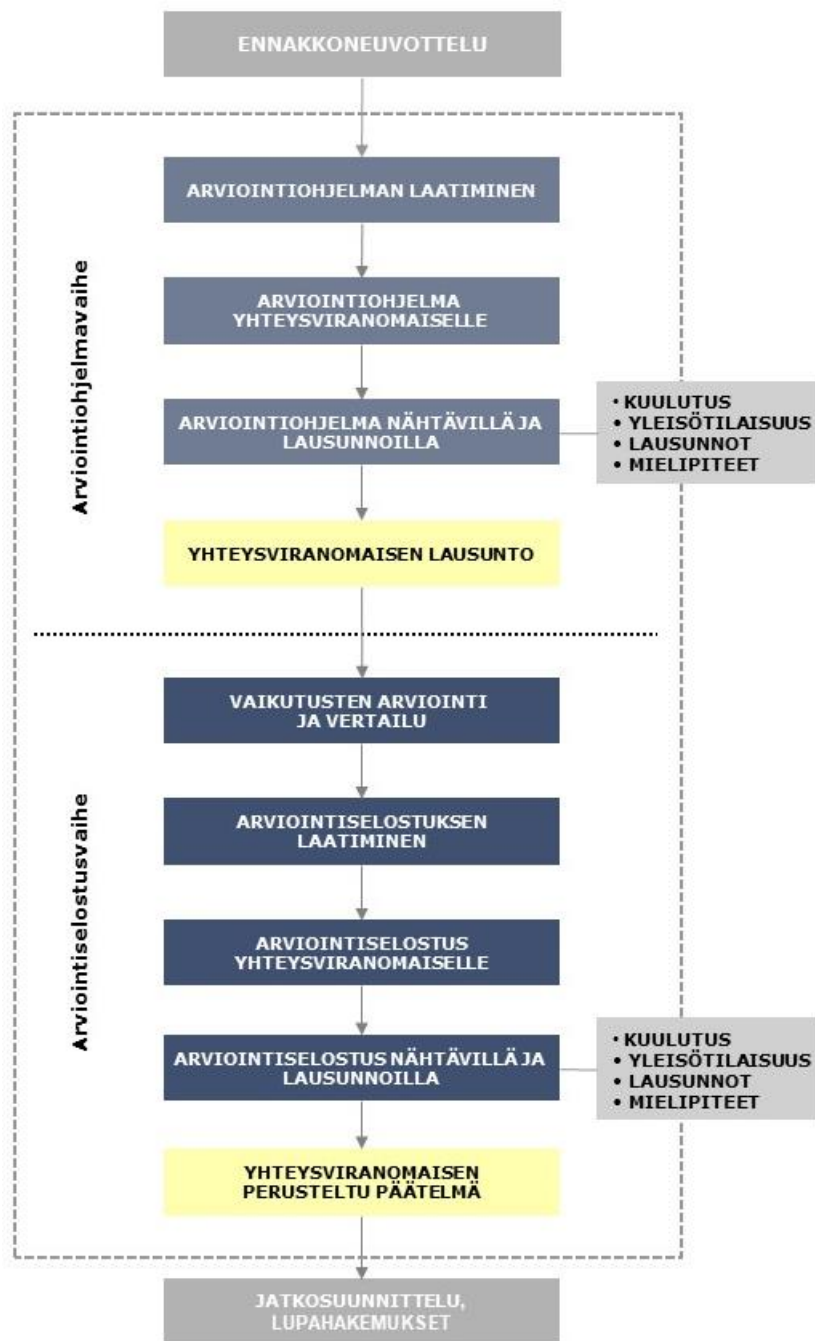 ENNAKKONEUVOTTELU
Arviointiohjelmavaihe
ARVIOINTIOHJELMAN LAATIMINEN
ARVIOINTIOHJELMA
YHTEYSVIRANOMAISELLE
ARVIOINTIOHJELMA NÄHTÄVILLÄ JA
LAUSUNNOILLA
• KUULUTUS
• YLEISÖTILAISUUS
• LAUSUNNOT
• MIELIPITEET
YHTEYSVIRANOMAISEN LAUSUNTO
Arviointiselostusvaihe
VAIKUTUSTEN ARVIOINTI
JA VERTAILU
ARVIOINTISELOSTUKSEN
LAATIMINEN
ARVIOINTISELOSTUS
YHTEYSVIRANOMAISELLE
ARVIOINTISELOSTUS NÄHTÄVILLÄ JA
LAUSUNNOILLA
• KUULUTUS
• YLEISÖTILAISUUS
• LAUSUNNOT
• MIELIPITEET
YHTEYSVIRANOMAISEN
PERUSTELTU PÄÄTELMÄ
JATKOSUUNNITTELU,
LUPAHAKEMUKSET